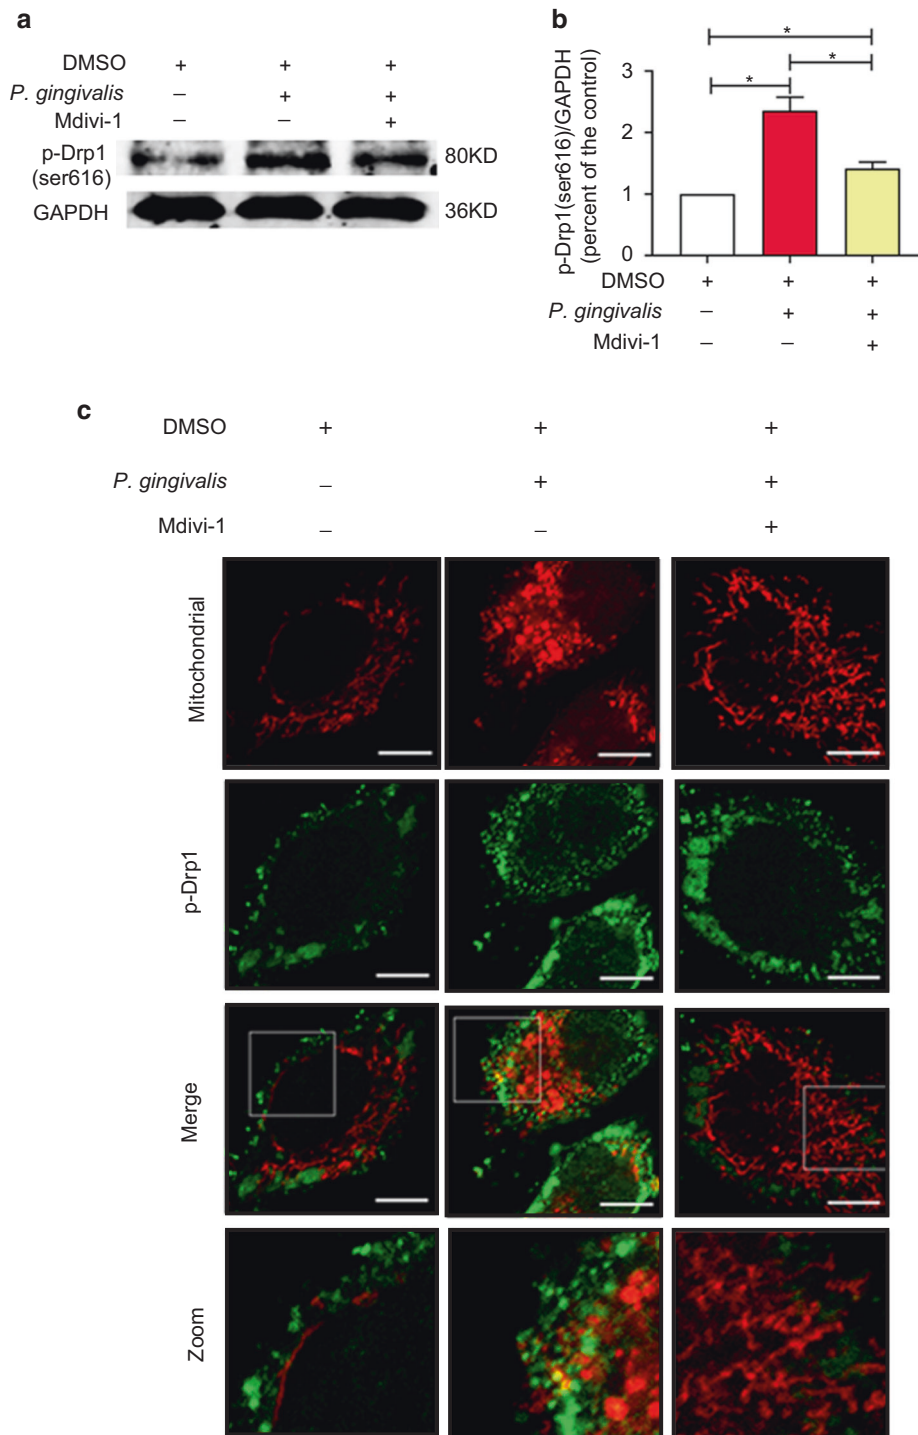 a
DMSO + + +
P. gingivalis – + +
Mdivi-1 – – +
p-Drp1 (ser616) 80KD
GAPDH 36KD
b
* * *
p-Drp1(ser616)/GAPDH
(percent of the control)
3
2
1
0
DMSO + + +
P. gingivalis – + +
Mdivi-1 – – +
c
DMSO + + +
P. gingivalis – + +
Mdivi-1 – – +
Mitochondrial
p-Drp1
Merge
Zoom